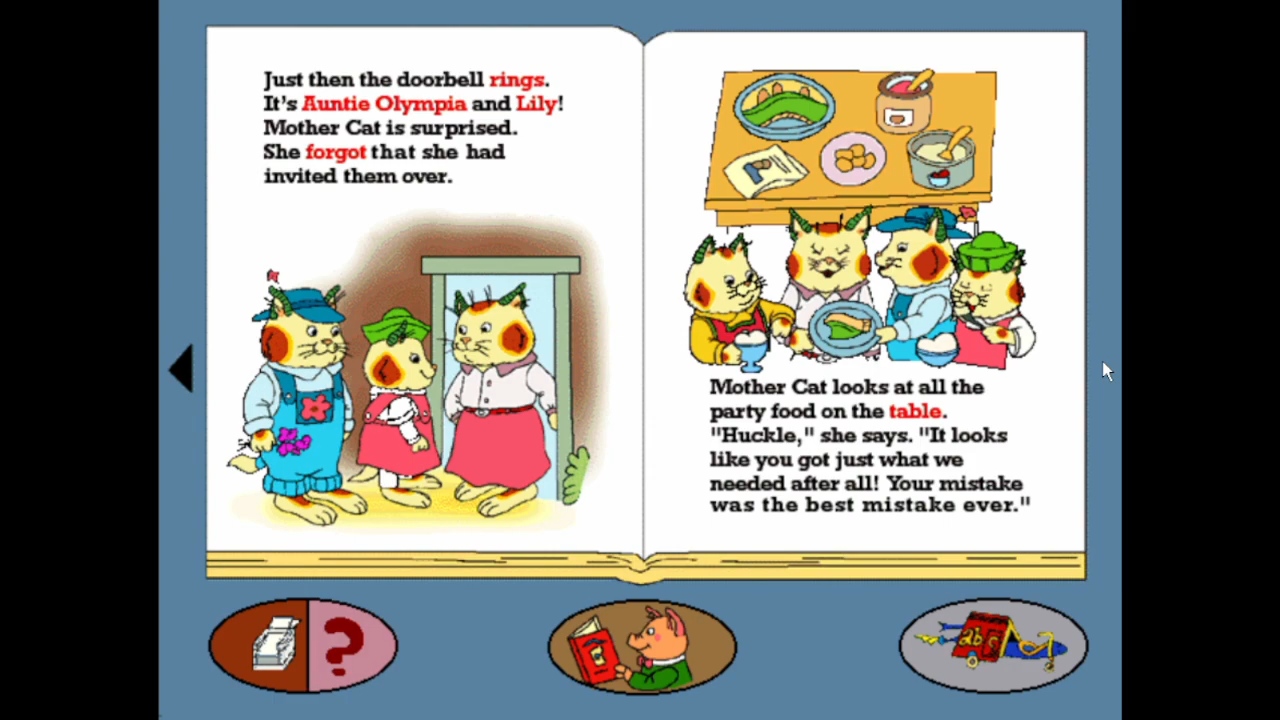 Just then the doorbell rings.
It's Auntie Olympia and Lily!
Mother Cat is surprised.
She forgot that she had
invited them over.
Mother Cat looks at all the
party food on the table.
"Huckle," she says. "It looks
like you got just what we
needed after all! Your mistake
was the best mistake ever."
?
abc